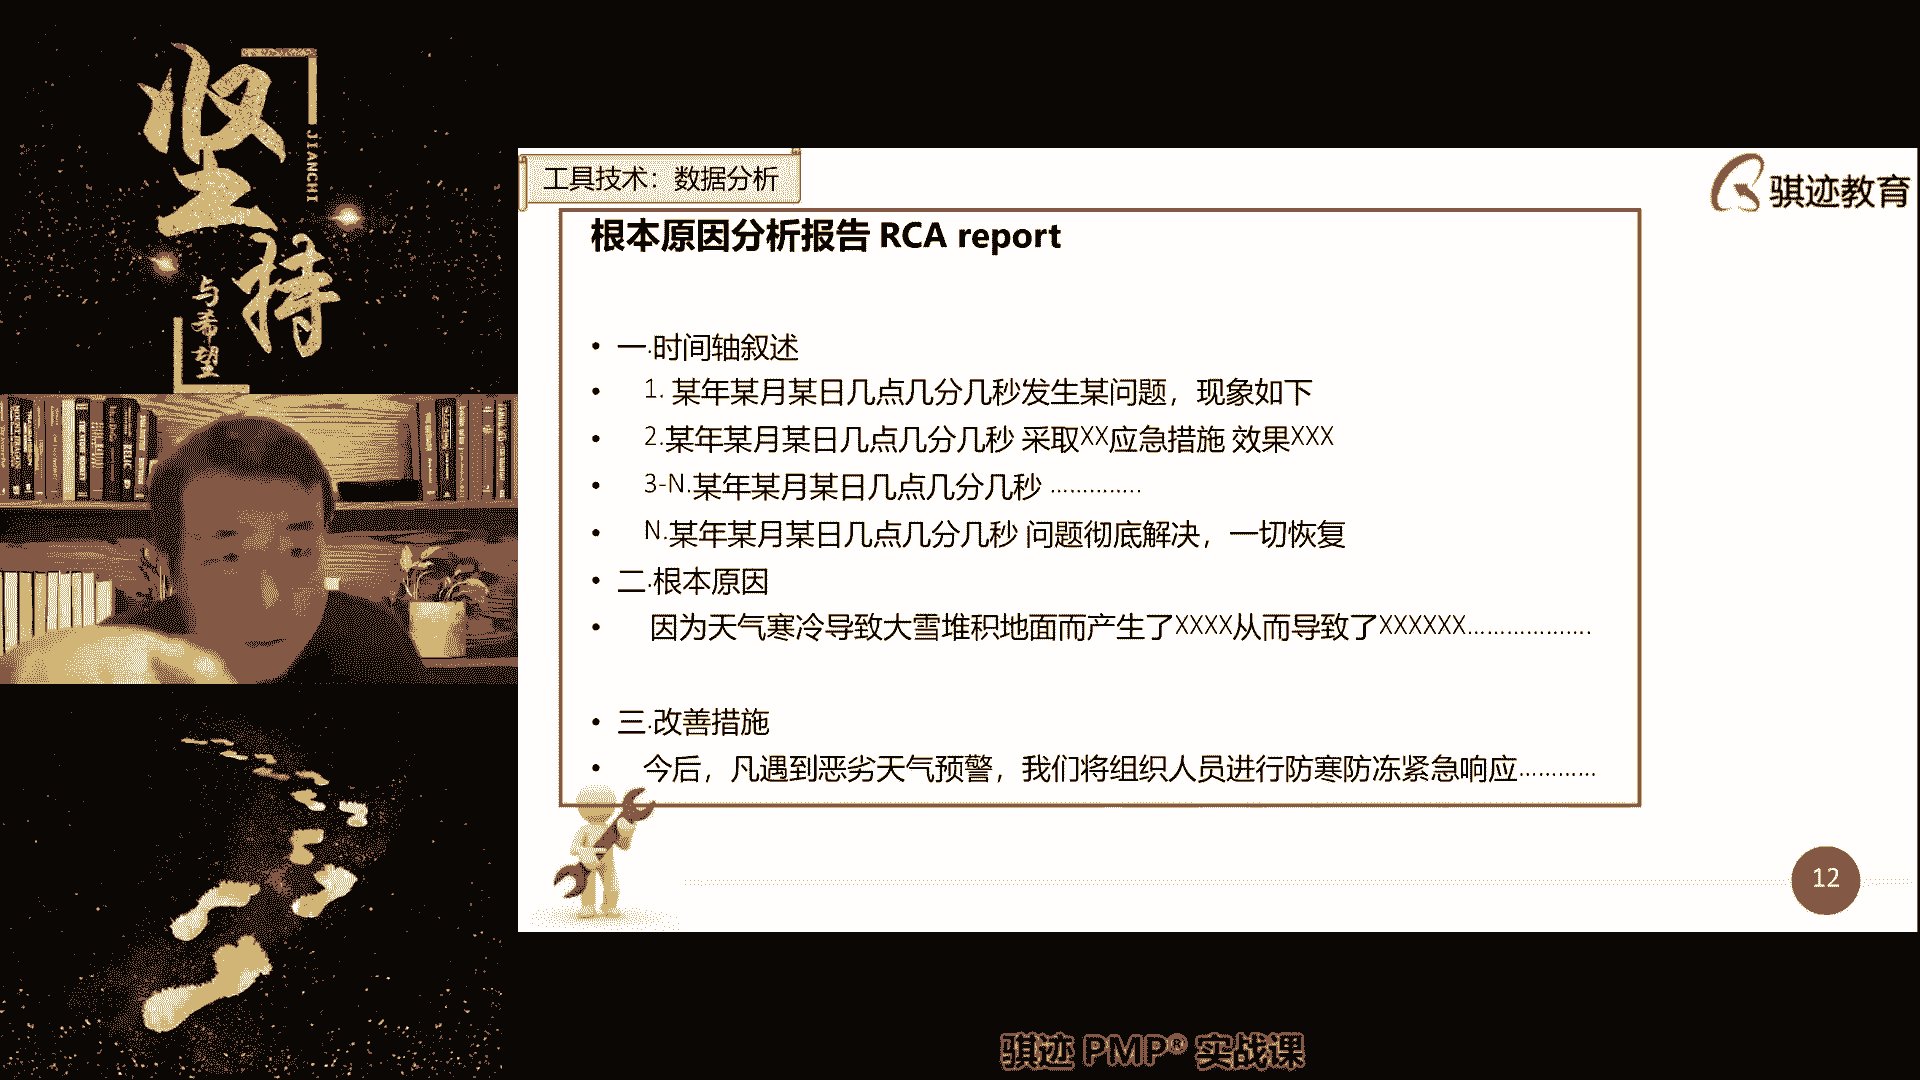 坚持
JIANCHI
与希望
工具技术：数据分析
骐迹教育
根本原因分析报告 RCA report
• 一.时间轴叙述
• 1. 某年某月某日几点几分几秒发生某问题，现象如下
• 2.某年某月某日几点几分几秒 采取XX应急措施 效果XXX
• 3-N.某年某月某日几点几分几秒 .............
• N.某年某月某日几点几分几秒 问题彻底解决，一切恢复
• 二.根本原因
• 因为天气寒冷导致大雪堆积地面而产生了XXXX从而导致了XXXXXX...................
• 三.改善措施
• 今后，凡遇到恶劣天气预警，我们将组织人员进行防寒防冻紧急响应............
12
骐迹 PMP® 实战课